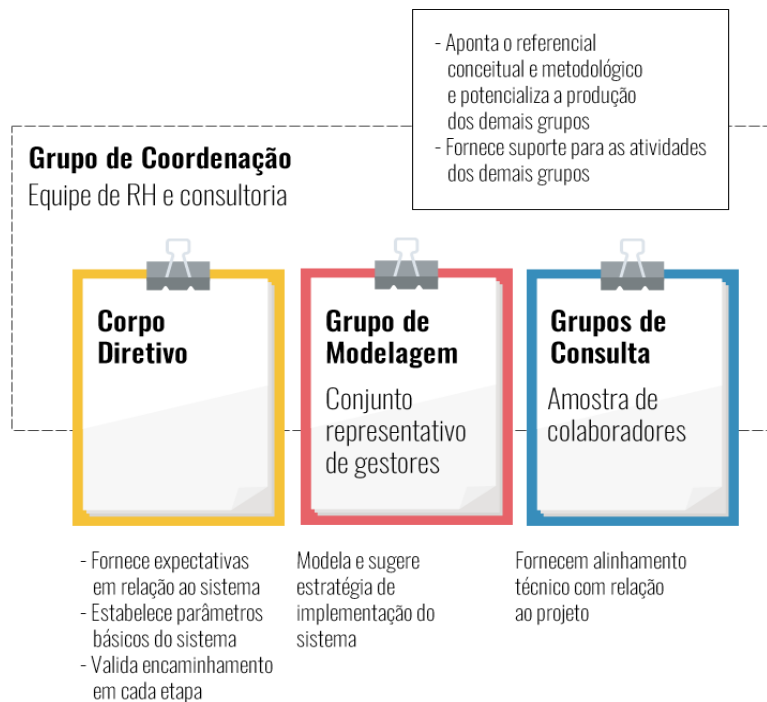 - Aponta o referencial
conceitual e metodológico
e potencializa a produção
dos demais grupos
- Fornece suporte para as atividades
dos demais grupos
Grupo de Coordenação
Equipe de RH e consultoria
Corpo
Diretivo
Grupo de
Modelagem
Conjunto
representativo
de gestores
Grupos de
Consulta
Amostra de
colaboradores
- Fornece expectativas
em relação ao sistema
- Estabelece parâmetros
básicos do sistema
- Valida encaminhamento
em cada etapa
Modela e sugere
estratégia de
implementação do
sistema
Fornecem alinhamento
técnico com relação
ao projeto